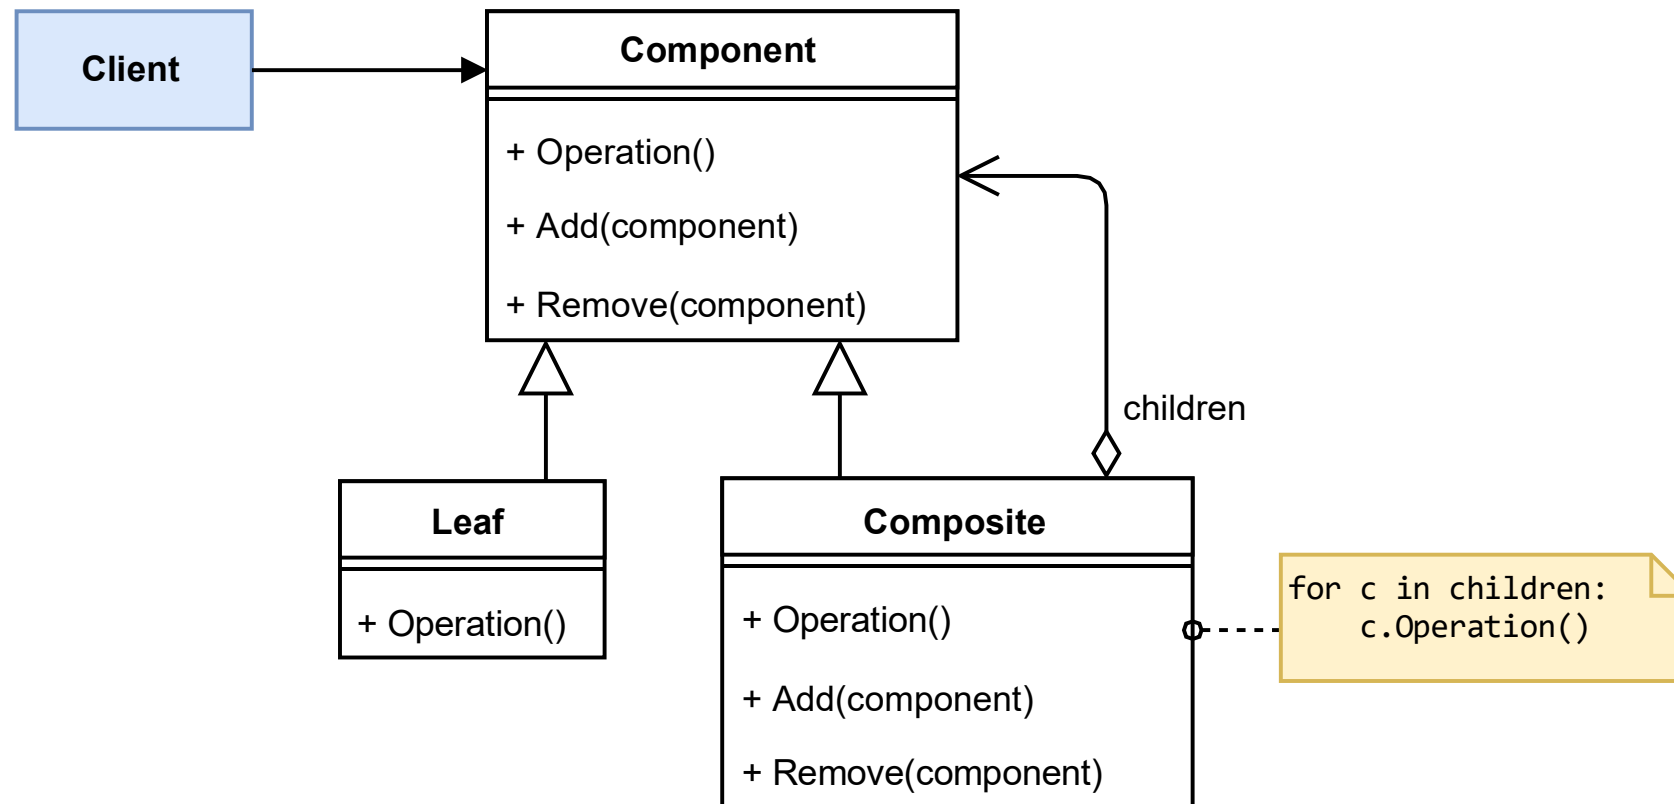 Client
Component
+ Operation()
+ Add(component)
+ Remove(component)
children
Leaf
+ Operation()
Composite
+ Operation()
+ Add(component)
+ Remove(component)
for c in children:
    c.Operation()